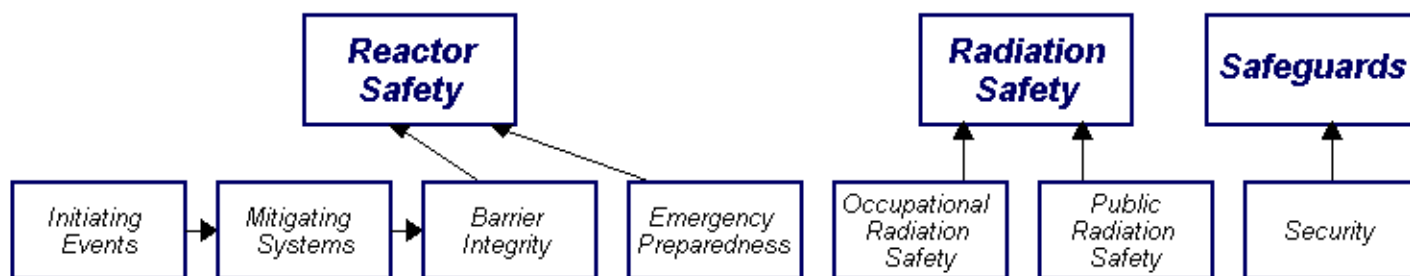 Reactor
Safety
Radiation
Safety
Safeguards
Initiating
Events
Mitigating
Systems
Barrier
Integrity
Emergency
Preparedness
Occupational
Radiation
Safety
Public
Radiation
Safety
Security